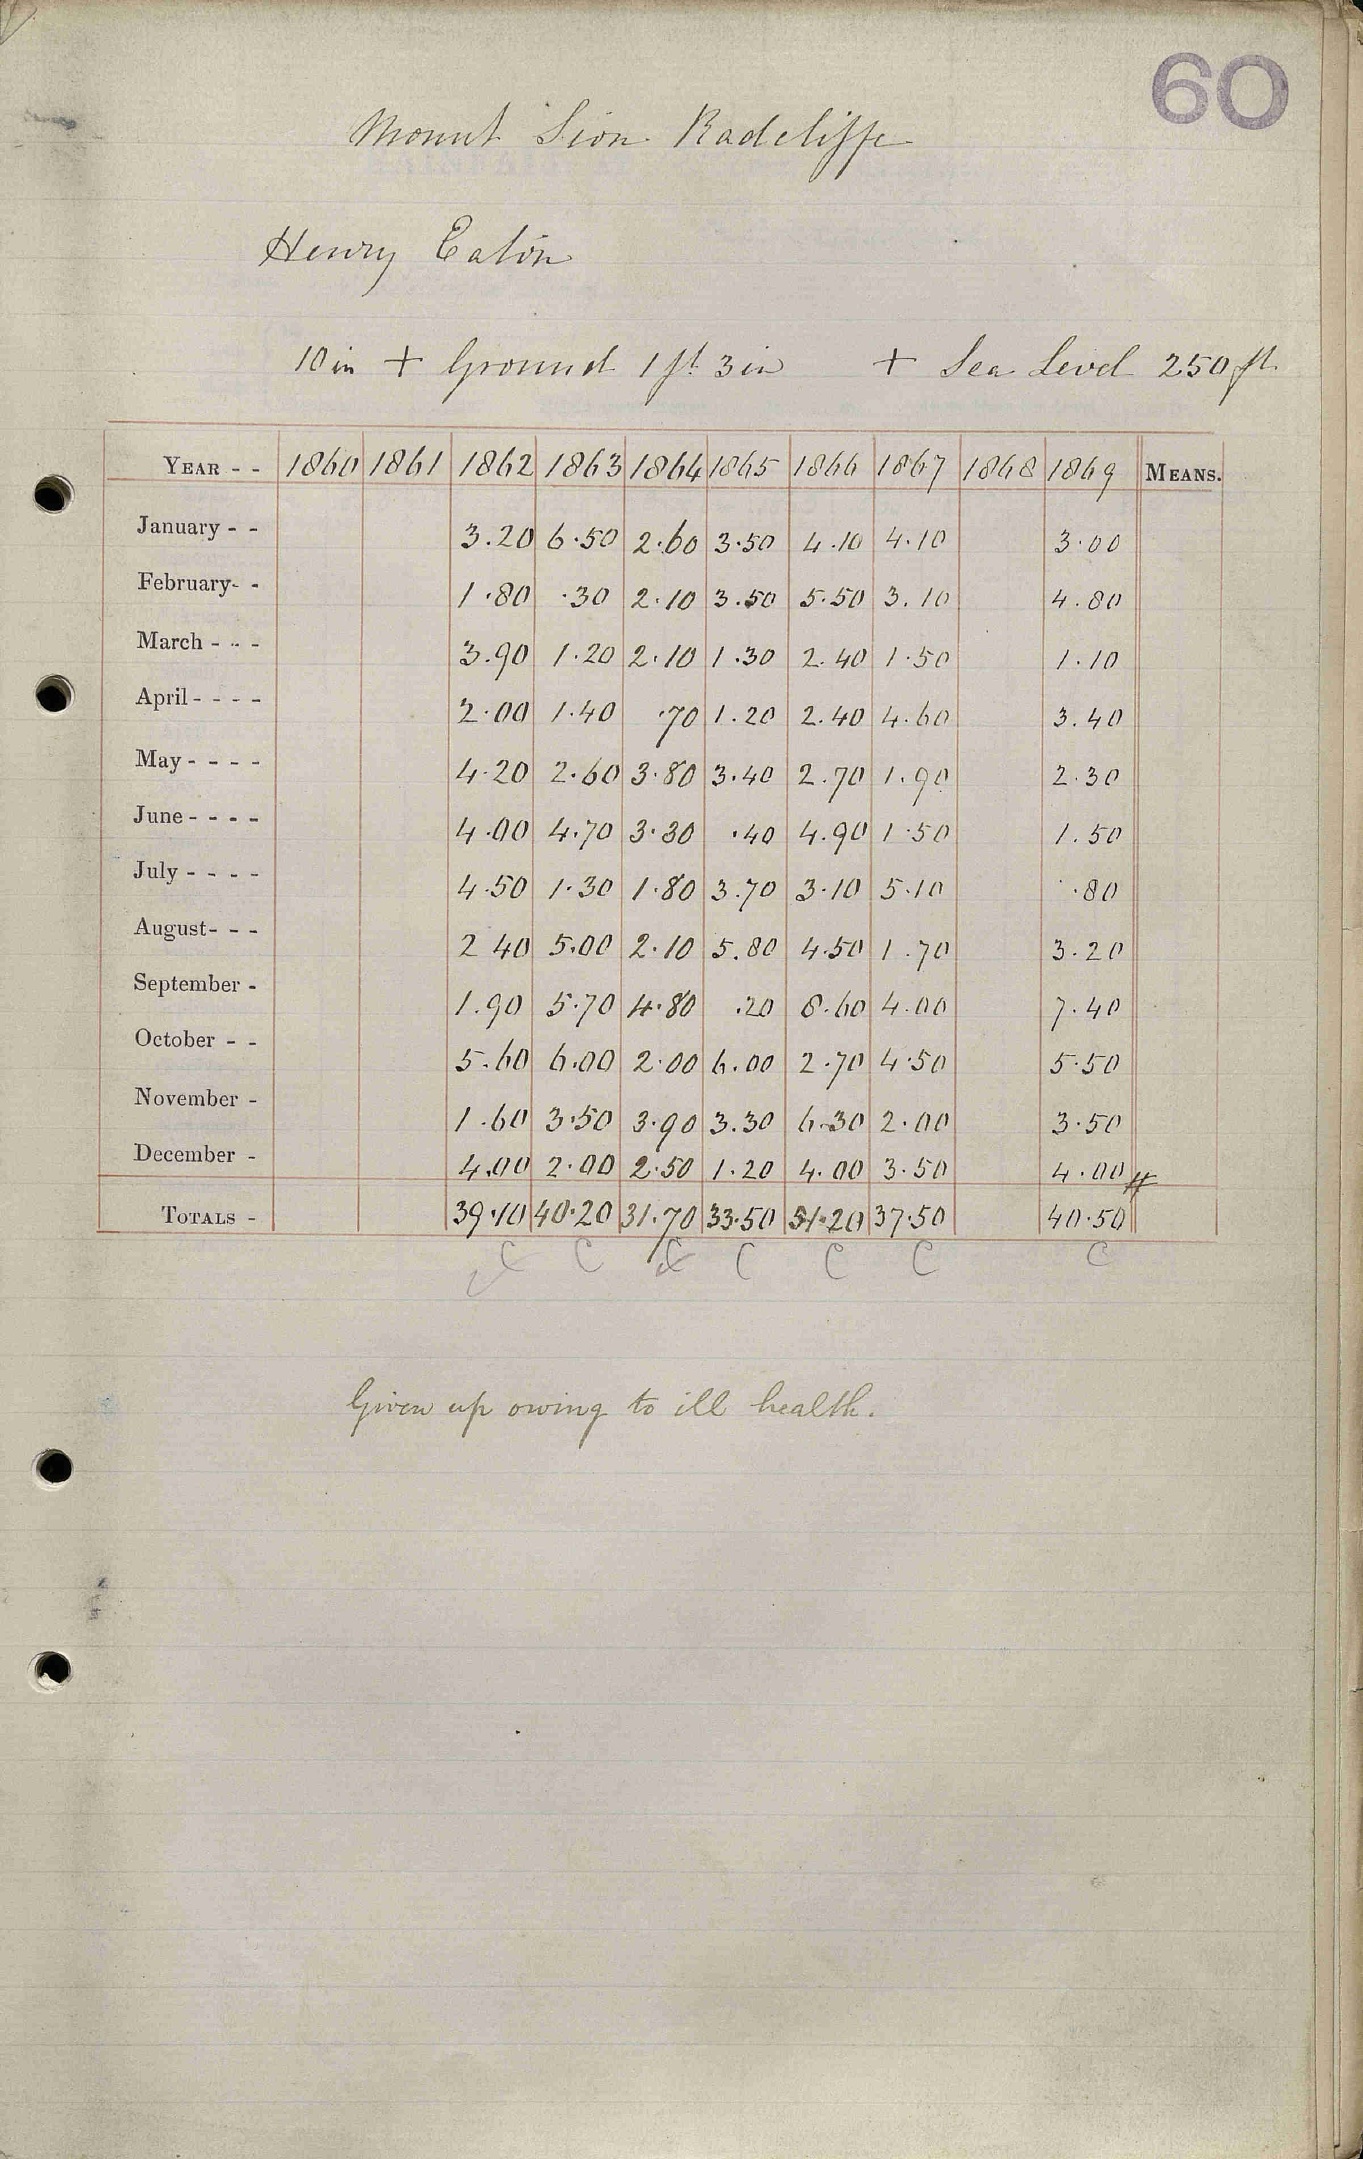 60
Mount Sion Radcliffe
Henry Eaton
10 in + Ground 1 ft 3 in + Sea Level 250 ft
YEAR - - 1860 1861 1862 1863 1864 1865 1866 1867 1868 1869 MEANS.
January - - 3.20 6.50 2.60 3.50 4.10 4.10 3.00
February- - 1.80 .30 2.10 3.50 5.50 3.10 4.80
March - - - 3.90 1.20 2.10 1.30 2.40 1.50 1.10
April - - - - 2.00 1.40 .70 1.20 2.40 4.60 3.40
May - - - - 4.20 2.60 3.80 3.40 2.70 1.90 2.30
June - - - - 4.00 4.70 3.30 .40 4.90 1.50 1.50
July - - - - 4.50 1.30 1.80 3.70 3.10 5.10 .80
August- - - 2 40 5.00 2.10 5.80 4.50 1.70 3.20
September - 1.90 5.70 4.80 .20 8.60 4.00 7.40
October - - 5.60 6.00 2.00 6.00 2.70 4.50 5.50
November - 1.60 3.50 3.90 3.30 6.30 2.00 3.50
December - 4.00 2.00 2.50 1.20 4.00 3.50 4.00
TOTALS - 39.10 40.20 31.70 33.50 51.20 37.50 40.50
C C C C C C C
Given up owing to ill health.